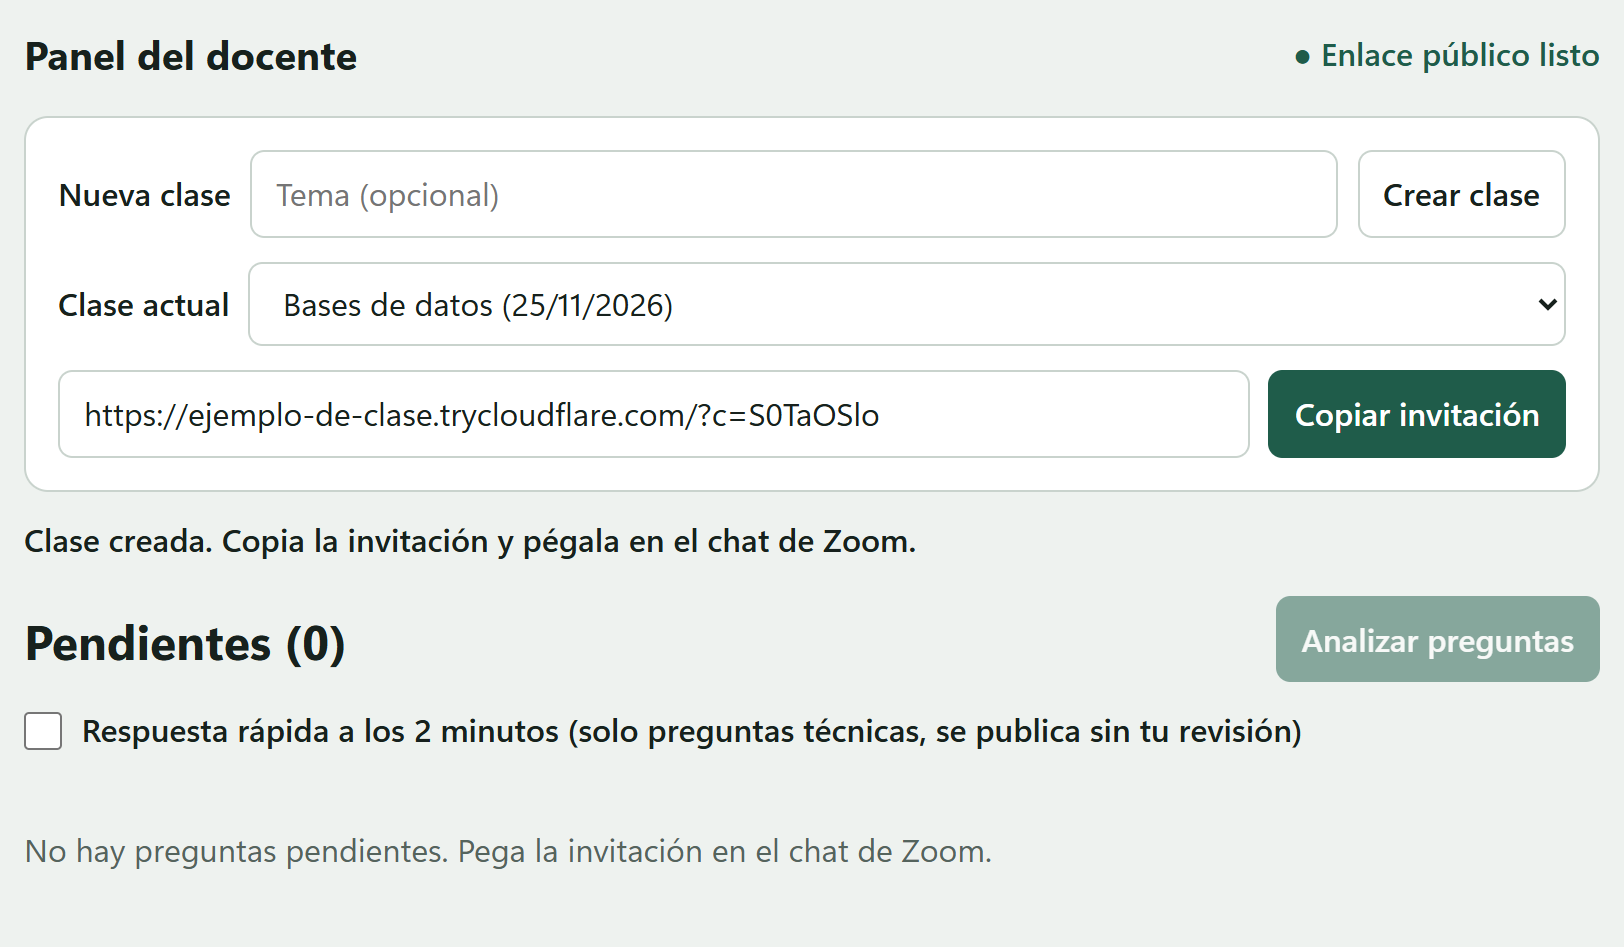 Panel del docente
● Enlace público listo
Nueva clase
Tema (opcional)
Crear clase
Clase actual
Bases de datos (25/11/2026)
https://ejemplo-de-clase.trycloudflare.com/?c=S0TaOSlo
Copiar invitación
Clase creada. Copia la invitación y pégala en el chat de Zoom.
Pendientes (0)
Analizar preguntas
Respuesta rápida a los 2 minutos (solo preguntas técnicas, se publica sin tu revisión)
No hay preguntas pendientes. Pega la invitación en el chat de Zoom.